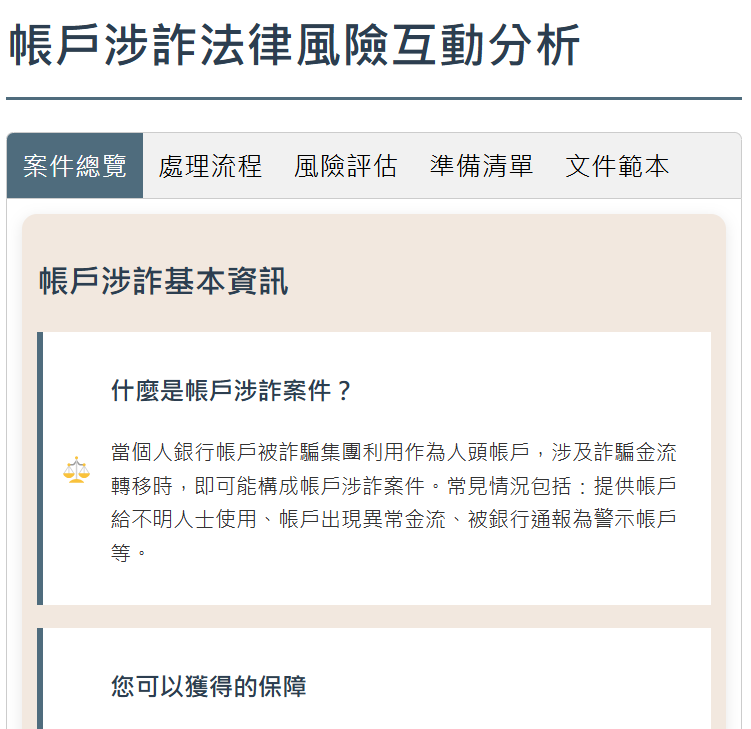 帳戶涉詐法律風險互動分析
案件總覽 處理流程 風險評估 準備清單 文件範本
帳戶涉詐基本資訊
什麼是帳戶涉詐案件？
當個人銀行帳戶被詐騙集團利用作為人頭帳戶，涉及詐騙金流
轉移時，即可能構成帳戶涉詐案件。常見情況包括：提供帳戶
給不明人士使用、帳戶出現異常金流、被銀行通報為警示帳戶
等。
您可以獲得的保障